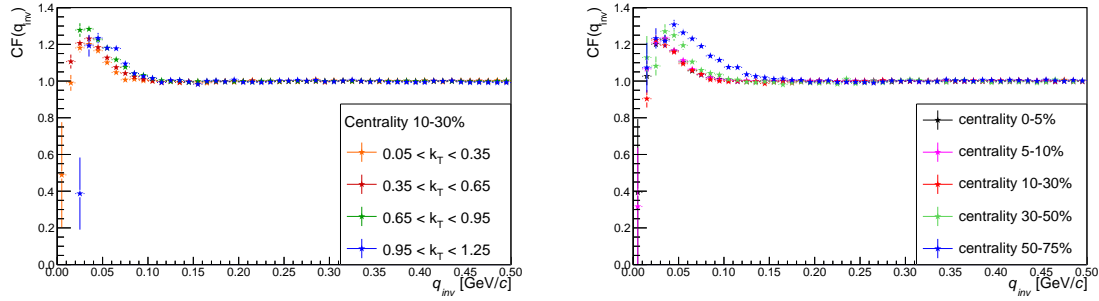 CF(q_inv)
1.4
1.2
1.0
0.8
0.6
0.4
0.2
0.0
0.00 0.05 0.10 0.15 0.20 0.25 0.30 0.35 0.40 0.45 0.50
q_inv [GeV/c]
Centrality 10-30%
0.05 < k_T < 0.35
0.35 < k_T < 0.65
0.65 < k_T < 0.95
0.95 < k_T < 1.25
CF(q_inv)
1.4
1.2
1.0
0.8
0.6
0.4
0.2
0.0
0.00 0.05 0.10 0.15 0.20 0.25 0.30 0.35 0.40 0.45 0.50
q_inv [GeV/c]
centrality 0-5%
centrality 5-10%
centrality 10-30%
centrality 30-50%
centrality 50-75%